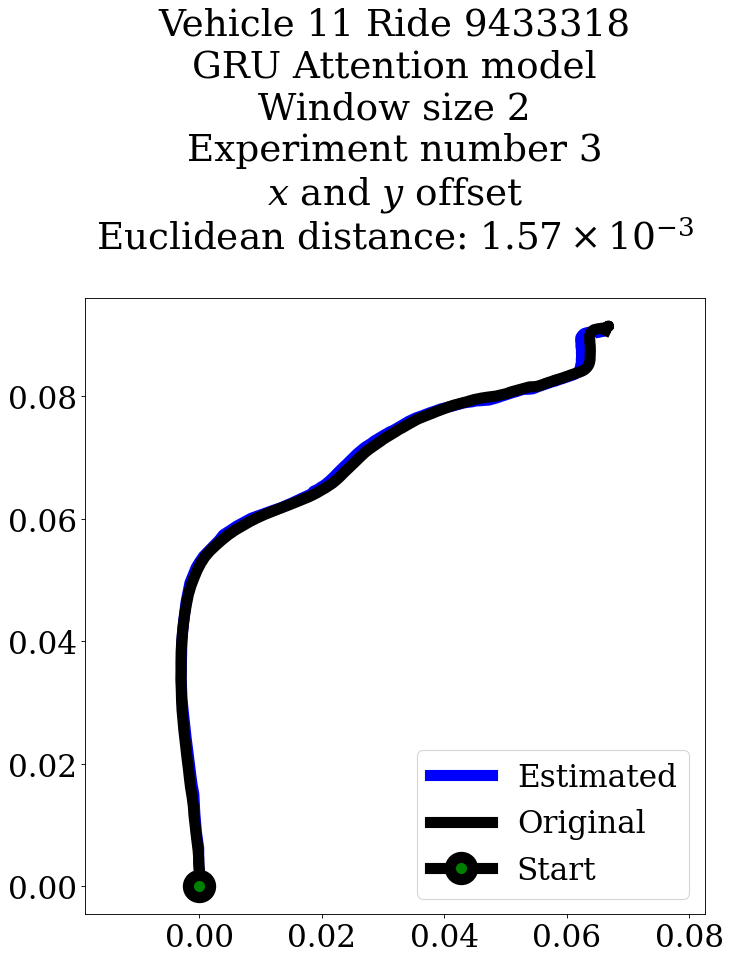 Vehicle 11 Ride 9433318
GRU Attention model
Window size 2
Experiment number 3
x and y offset
Euclidean distance: 1.57 × 10⁻³
0.08
0.06
0.04
0.02
0.00
Estimated
Original
Start
0.00 0.02 0.04 0.06 0.08